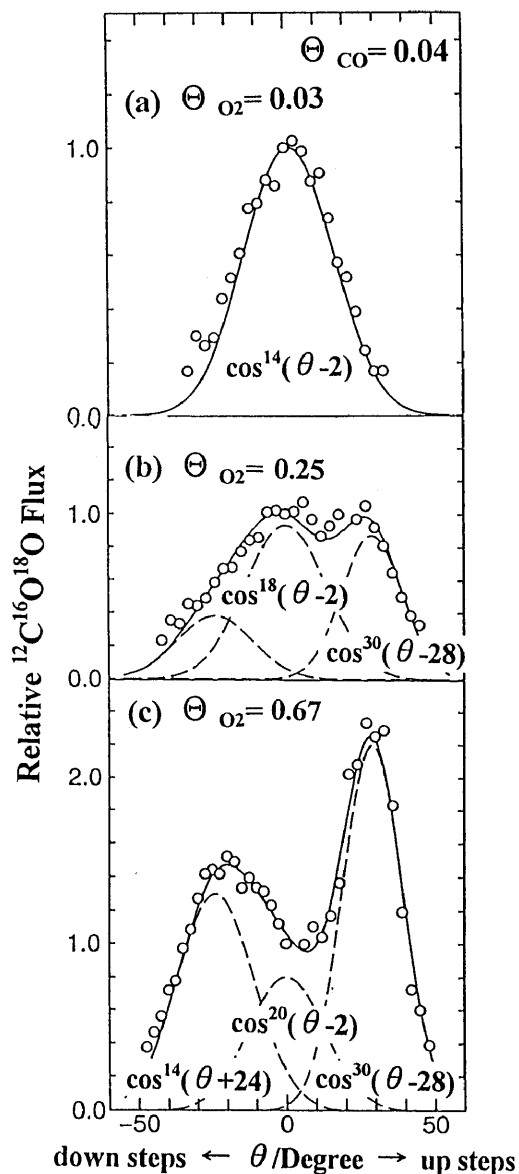 Θ CO = 0.04
(a) Θ O2 = 0.03
1.0
cos¹⁴(θ-2)
0.0
(b) Θ O2 = 0.25
1.0
cos¹⁸(θ-2)
cos³⁰(θ-28)
0.0
(c) Θ O2 = 0.67
2.0
1.0
cos²⁰(θ-2)
cos¹⁴(θ+24)
cos³⁰(θ-28)
0.0
−50 0 50
down steps ← θ/Degree → up steps
Relative ¹²C¹⁶O¹⁸O Flux